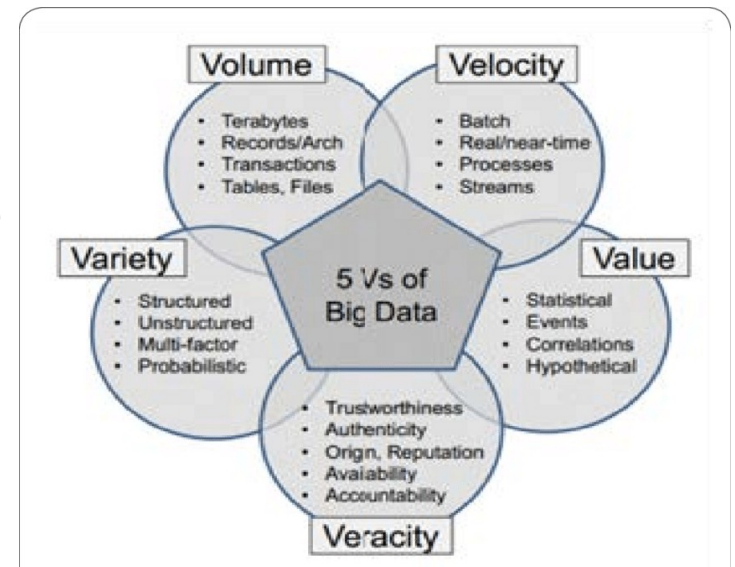 Volume
• Terabytes
• Records/Arch
• Transactions
• Tables, Files
Velocity
• Batch
• Real/near-time
• Processes
• Streams
Variety
• Structured
• Unstructured
• Multi-factor
• Probabilistic
5 Vs of
Big Data
Value
• Statistical
• Events
• Correlations
• Hypothetical
• Trustworthiness
• Authenticity
• Origin, Reputation
• Availability
• Accountability
Veracity